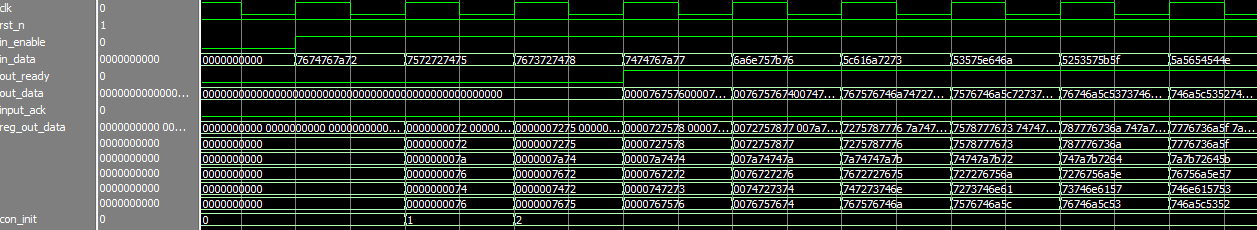 clk 0
rst_n 1
in_enable 0
in_data 0000000000 0000000000 7674767a72 7572727475 7673727478 7474767a77 6a6e757b76 5c616a7273 53575e646a 5253575b5f 5a5654544e
out_ready 0
out_data 0000000000000... 00000000000000000000000000000000000000000000000000 000076757600007... 007675767400747... 767576746a74727... 7576746a5c72737... 76746a5c5373746... 746a5c535274...
input_ack 0
reg_out_data 0000000000 00... 0000000000 0000000000 0000000000... 0000000072 00000... 0000007275 00000... 0000727578 00007... 0072757877 007a7... 7275787776 7a747... 7578777673 74747... 787776736a 747a7... 7776736a5f 7a...
0000000000 0000000000 0000000072 0000007275 0000727578 0072757877 7275787776 7578777673 787776736a 7776736a5f
0000000000 0000000000 000000007a 0000007a74 00007a7474 007a74747a 7a74747a7b 74747a7b72 747a7b7264 7a7b72645b
0000000000 0000000000 0000000076 0000007672 0000767272 0076727276 7672727675 727276756a 7276756a5e 76756a5e57
0000000000 0000000000 0000000074 0000007472 0000747273 0074727374 747273746e 7273746e61 73746e6157 746e615753
0000000000 0000000000 0000000076 0000007675 0000767576 0076757674 767576746a 7576746a5c 76746a5c53 746a5c5352
con_init 0 0 1 2